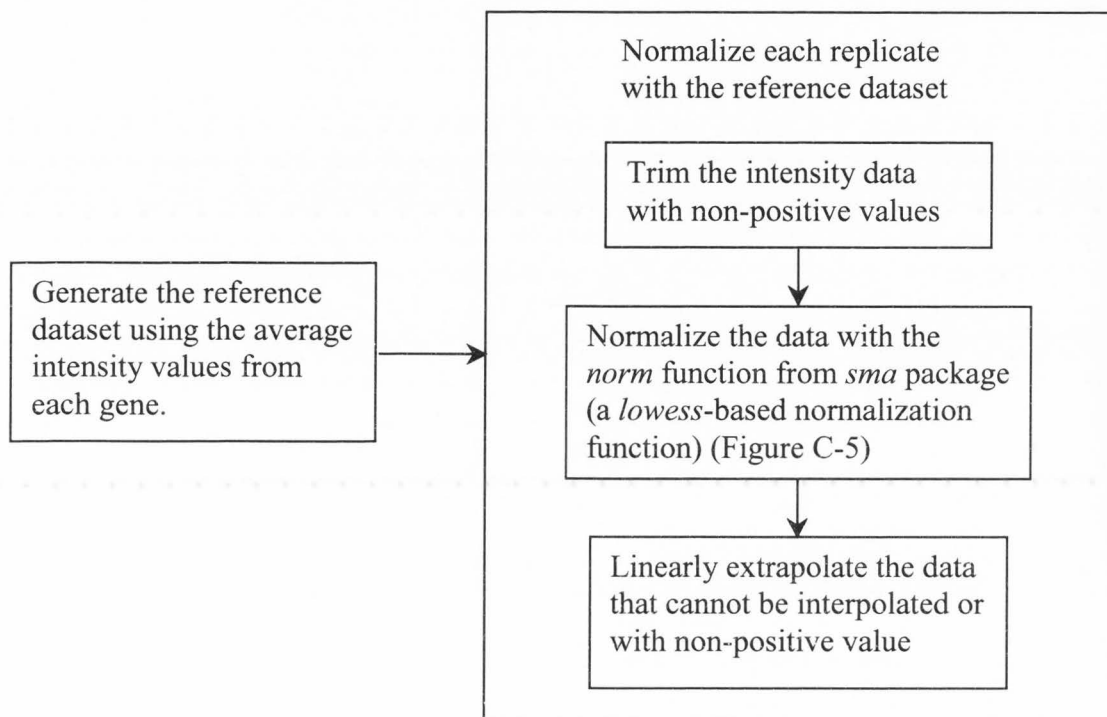 Generate the reference
dataset using the average
intensity values from
each gene.
Normalize each replicate
with the reference dataset
Trim the intensity data
with non-positive values
Normalize the data with the
norm function from sma package
(a lowess-based normalization
function) (Figure C-5)
Linearly extrapolate the data
that cannot be interpolated or
with non-positive value